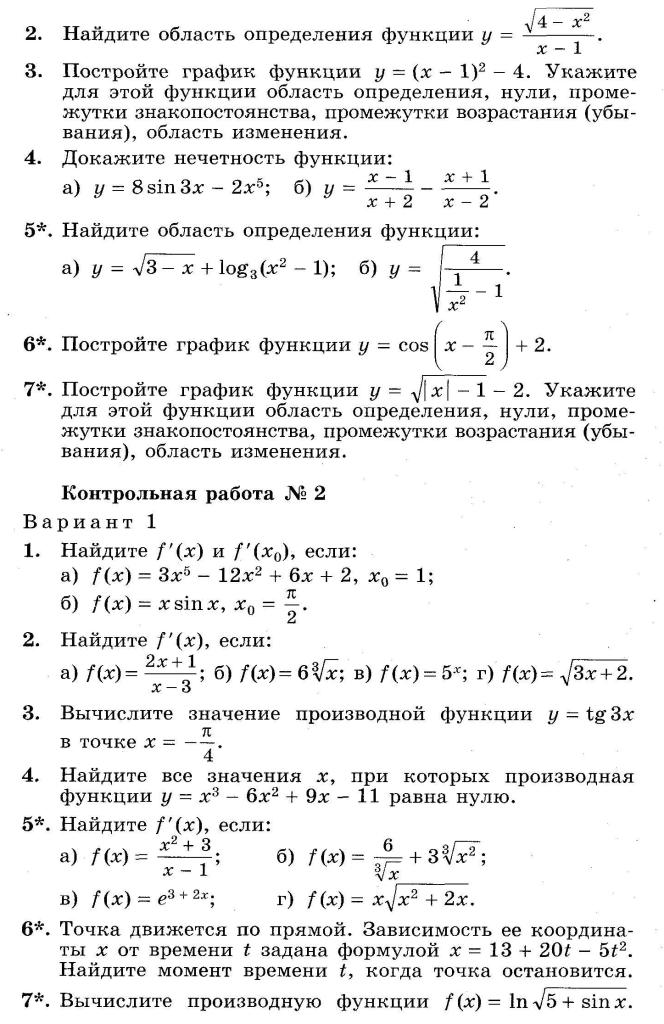 2. Найдите область определения функции y = √(4 − x²) / (x − 1).
3. Постройте график функции y = (x − 1)² − 4. Укажите
для этой функции область определения, нули, проме-
жутки знакопостоянства, промежутки возрастания (убы-
вания), область изменения.
4. Докажите нечетность функции:
а) y = 8 sin 3x − 2x⁵; б) y = (x − 1)/(x + 2) − (x + 1)/(x − 2).
5*. Найдите область определения функции:
а) y = √(3 − x) + log₃(x² − 1); б) y = √(4/(1/x² − 1)).
6*. Постройте график функции y = cos(x − π/2) + 2.
7*. Постройте график функции y = √(|x| − 1) − 2. Укажите
для этой функции область определения, нули, проме-
жутки знакопостоянства, промежутки возрастания (убы-
вания), область изменения.
Контрольная работа № 2
Вариант 1
1. Найдите f′(x) и f′(x₀), если:
а) f(x) = 3x⁵ − 12x² + 6x + 2, x₀ = 1;
б) f(x) = x sin x, x₀ = π/2.
2. Найдите f′(x), если:
а) f(x) = (2x + 1)/(x − 3); б) f(x) = 6∛x; в) f(x) = 5ˣ; г) f(x) = √(3x + 2).
3. Вычислите значение производной функции y = tg 3x
в точке x = −π/4.
4. Найдите все значения x, при которых производная
функции y = x³ − 6x² + 9x − 11 равна нулю.
5*. Найдите f′(x), если:
а) f(x) = (x² + 3)/(x − 1); б) f(x) = 6/∛x + 3∛(x²);
в) f(x) = e³ ⁺ ²ˣ; г) f(x) = x√(x² + 2x).
6*. Точка движется по прямой. Зависимость ее координа-
ты x от времени t задана формулой x = 13 + 20t − 5t².
Найдите момент времени t, когда точка остановится.
7*. Вычислите производную функции f(x) = ln √(5 + sin x).